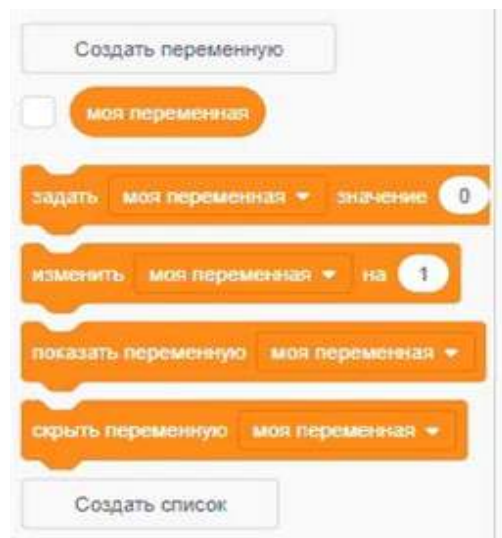 Создать переменную
моя переменная
задать моя переменная значение 0
изменить моя переменная на 1
показать переменную моя переменная
скрыть переменную моя переменная
Создать список